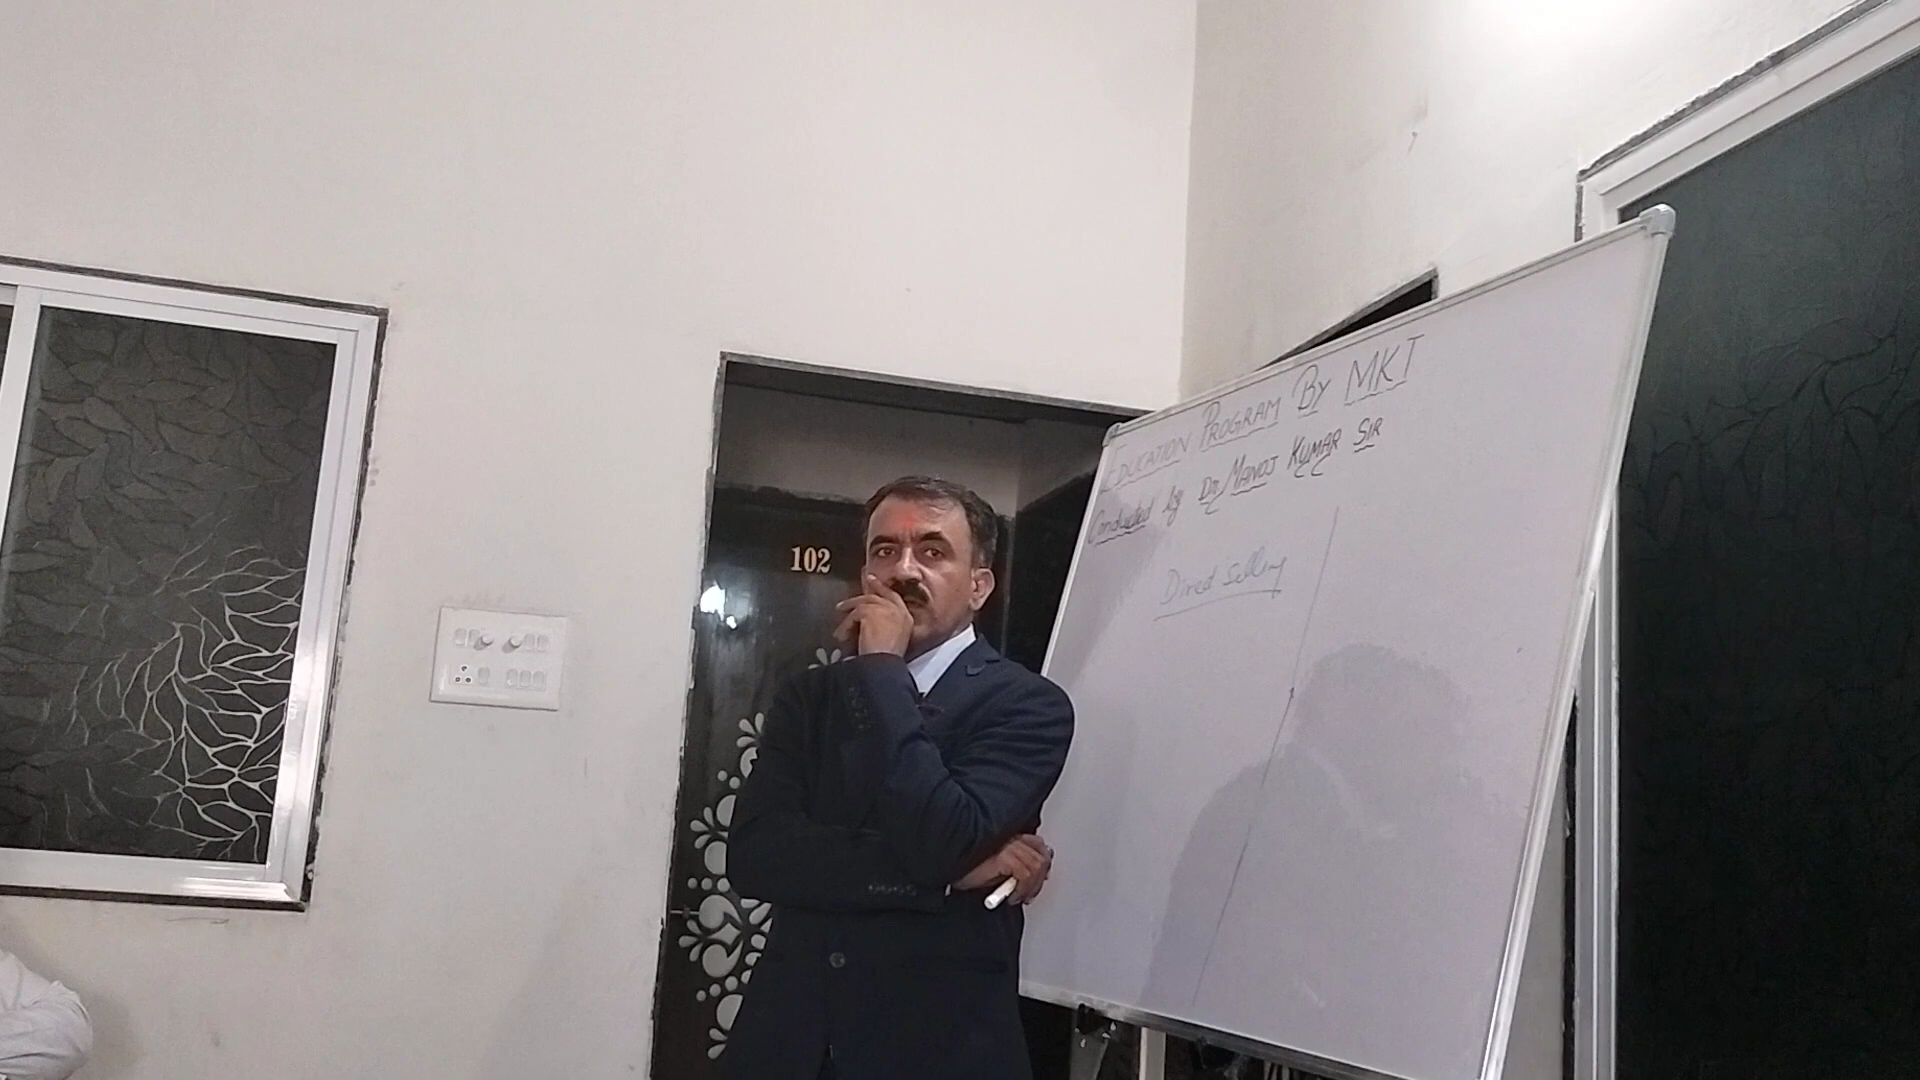 102
EDUCATION PROGRAM BY MKT
Conducted by Dr MANOJ KUMAR SIR
Direct Selling